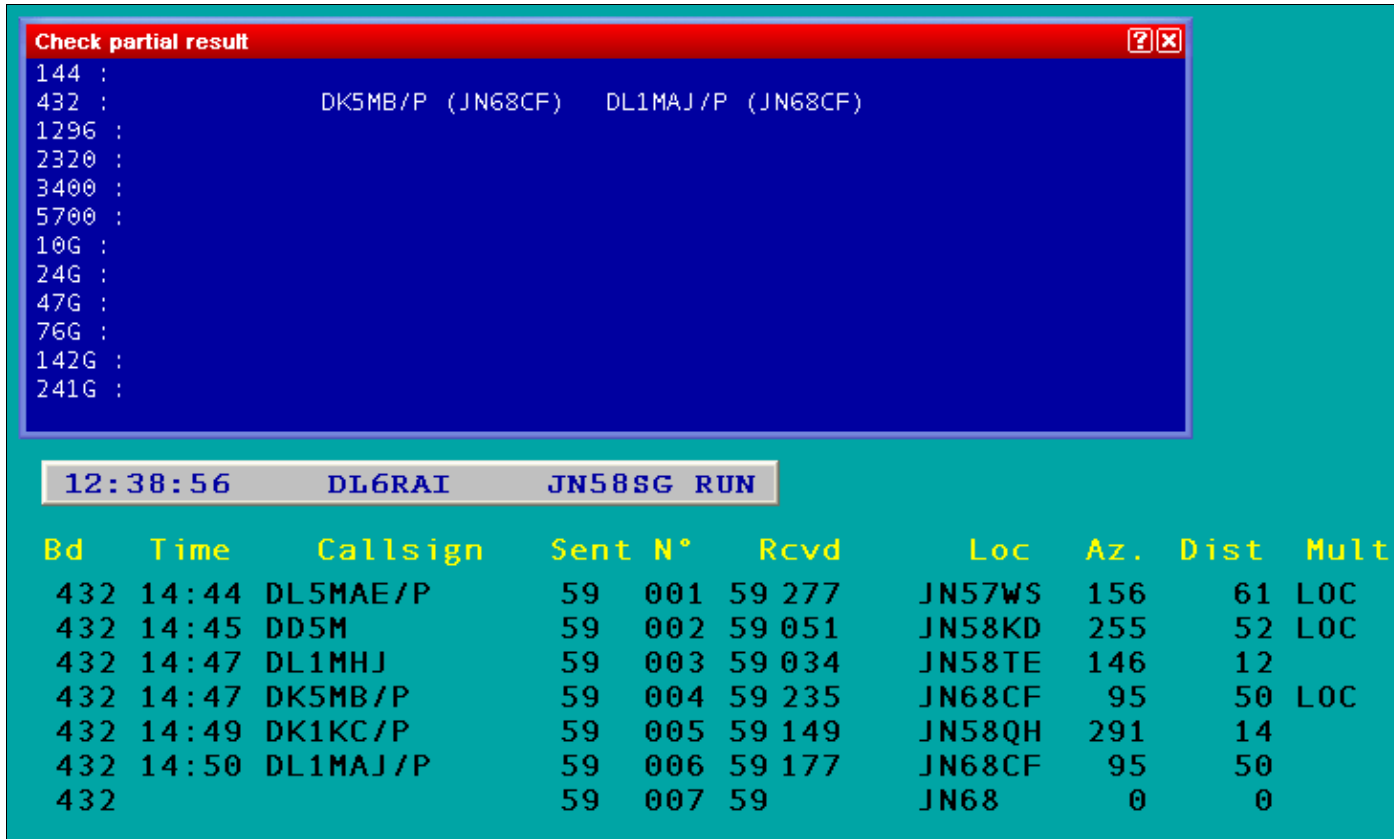 Check partial result ? X
144 :
432 : DK5MB/P (JN68CF) DL1MAJ/P (JN68CF)
1296 :
2320 :
3400 :
5700 :
10G :
24G :
47G :
76G :
142G :
241G :
12:38:56 DL6RAI JN58SG RUN
Bd Time Callsign Sent N° Rcvd Loc Az. Dist Mult
432 14:44 DL5MAE/P 59 001 59 277 JN57WS 156 61 LOC
432 14:45 DD5M 59 002 59 051 JN58KD 255 52 LOC
432 14:47 DL1MHJ 59 003 59 034 JN58TE 146 12
432 14:47 DK5MB/P 59 004 59 235 JN68CF 95 50 LOC
432 14:49 DK1KC/P 59 005 59 149 JN58QH 291 14
432 14:50 DL1MAJ/P 59 006 59 177 JN68CF 95 50
432 59 007 59 JN68 0 0